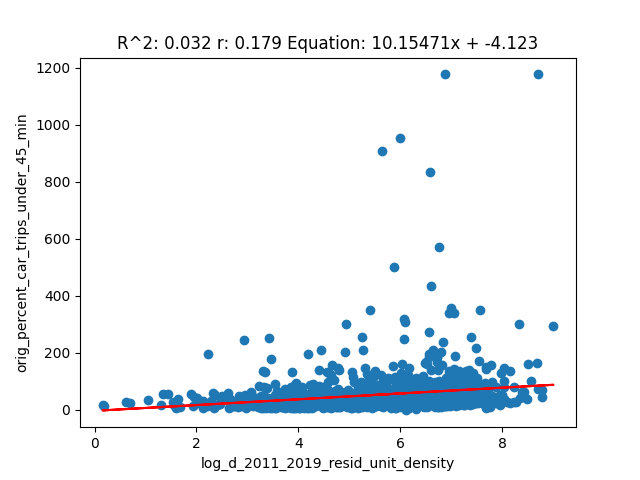 R^2: 0.032 r: 0.179 Equation: 10.15471x + -4.123
orig_percent_car_trips_under_45_min
1200
1000
800
600
400
200
0
0 2 4 6 8
log_d_2011_2019_resid_unit_density